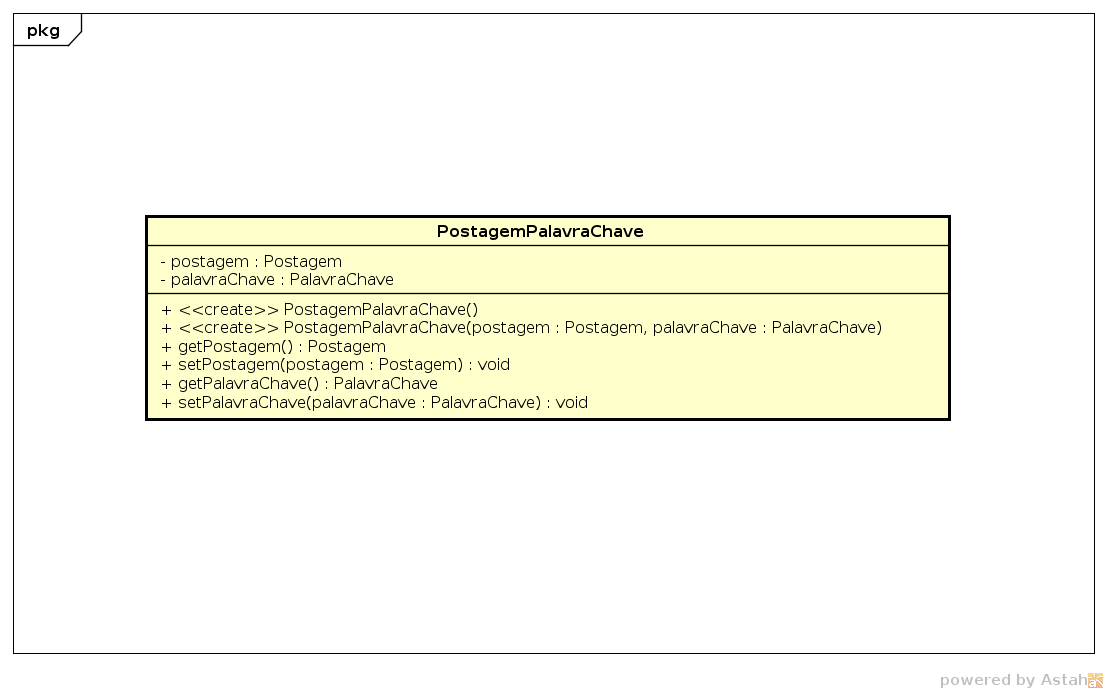 pkg
PostagemPalavraChave
- postagem : Postagem
- palavraChave : PalavraChave
+ <<create>> PostagemPalavraChave()
+ <<create>> PostagemPalavraChave(postagem : Postagem, palavraChave : PalavraChave)
+ getPostagem() : Postagem
+ setPostagem(postagem : Postagem) : void
+ getPalavraChave() : PalavraChave
+ setPalavraChave(palavraChave : PalavraChave) : void
powered by Astah